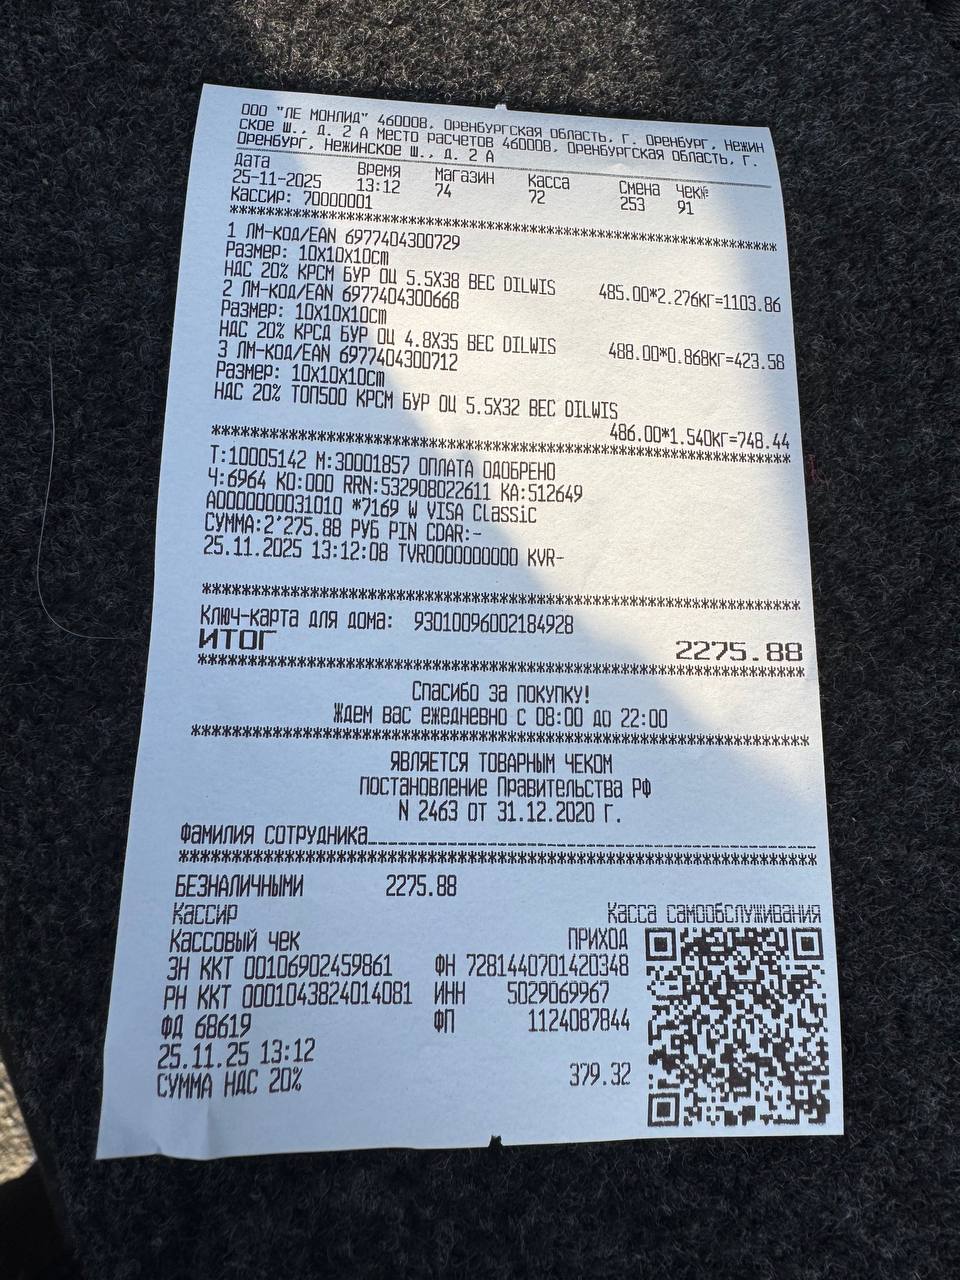 ООО "ЛЕ МОНЛИД" 460008, Оренбургская область, г. Оренбург, Нежин
ское ш., д. 2 А Место расчетов 460008, Оренбургская область, г.
Оренбург, Нежинское ш., д. 2 А
Дата Время Магазин Касса Смена Чек№
25-11-2025 13:12 74 72 253 91
Кассир: 70000001
************************************************************
1 ЛМ-КОД/EAN 6977404300729
Размер: 10x10x10cm
НДС 20% КРСМ БУР ОЦ 5.5Х38 ВЕС DILWIS 485.00*2.276КГ=1103.86
2 ЛМ-КОД/EAN 6977404300668
Размер: 10x10x10cm
НДС 20% КРСД БУР ОЦ 4.8Х35 ВЕС DILWIS 488.00*0.868КГ=423.58
3 ЛМ-КОД/EAN 6977404300712
Размер: 10x10x10cm
НДС 20% ТОП500 КРСМ БУР ОЦ 5.5Х32 ВЕС DILWIS
486.00*1.540КГ=748.44
************************************************************
Т:10005142 М:30001857 ОПЛАТА ОДОБРЕНО
Ч:6964 КО:000 RRN:532908022611 КА:512649
A0000000031010 *7169 W VISA Classic
СУММА:2'275.88 РУБ PIN CDAR:-
25.11.2025 13:12:08 TVR0000000000 KVR-
************************************************************
Ключ-карта для дома: 93010096002184928
ИТОГ 2275.88
************************************************************
Спасибо за покупку!
Ждем вас ежедневно с 08:00 до 22:00
************************************************************
ЯВЛЯЕТСЯ ТОВАРНЫМ ЧЕКОМ
постановление Правительства РФ
N 2463 ОТ 31.12.2020 Г.
Фамилия сотрудника________________________________________
************************************************************
БЕЗНАЛИЧНЫМИ 2275.88
Кассир Касса самообслуживания
Кассовый чек ПРИХОД
ЗН ККТ 00106902459861 ФН 7281440701420348
РН ККТ 0001043824014081 ИНН 5029069967
ФД 68619 ФП 1124087844
25.11.25 13:12
СУММА НДС 20% 379.32